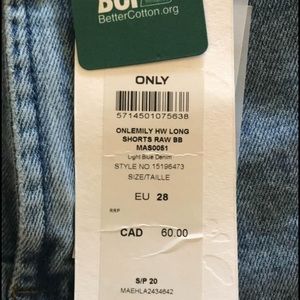 BetterCotton.org
ONLY
5714501075638
ONLEMILY HW LONG
SHORTS RAW BB
MAS0051
Light Blue Denim
STYLE NO.15196473
SIZE/TAILLE
EU 28
RRP
CAD 60.00
S/P 20
MAEHLA2434642